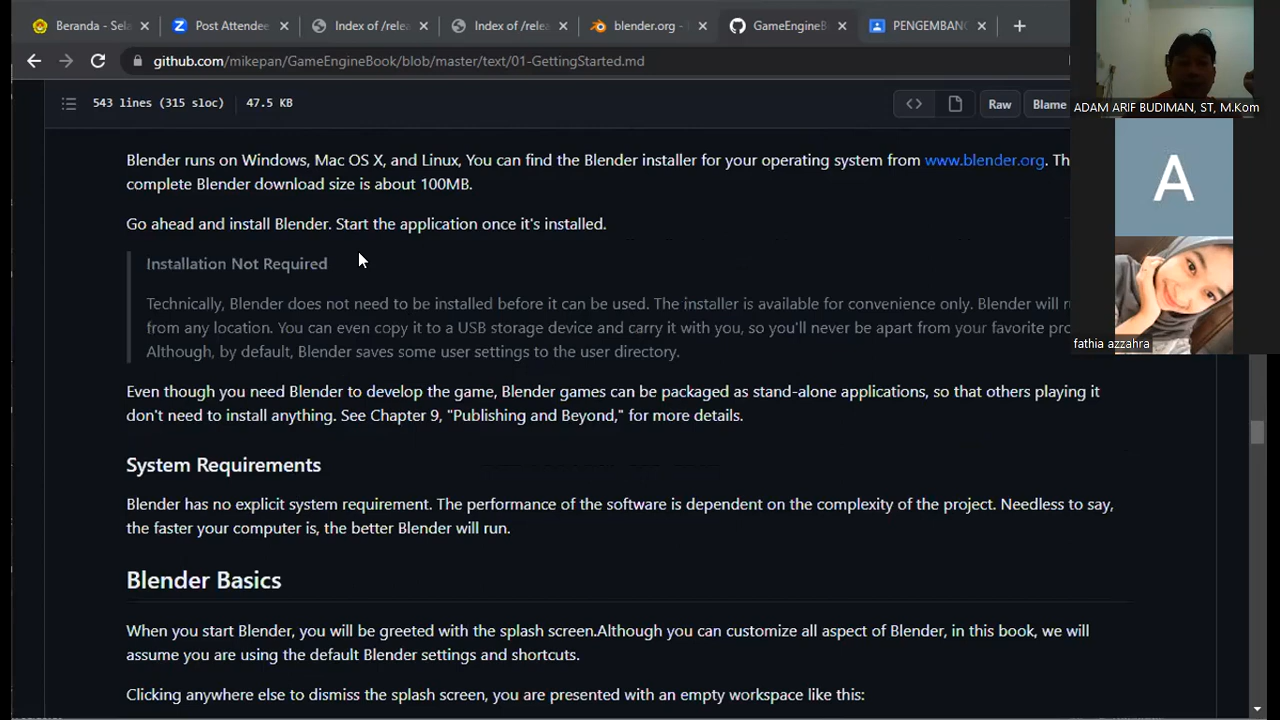 Beranda - Sela
Post Attendee
Index of /relea
Index of /relea
blender.org -
GameEngineB
PENGEMBANG
github.com/mikepan/GameEngineBook/blob/master/text/01-GettingStarted.md
543 lines (315 sloc)
47.5 KB
Raw
Blame
ADAM ARIF BUDIMAN, ST, M.Kom
A
fathia azzahra
Blender runs on Windows, Mac OS X, and Linux, You can find the Blender installer for your operating system from www.blender.org. Th
complete Blender download size is about 100MB.
Go ahead and install Blender. Start the application once it's installed.
Installation Not Required
Technically, Blender does not need to be installed before it can be used. The installer is available for convenience only. Blender will ru
from any location. You can even copy it to a USB storage device and carry it with you, so you'll never be apart from your favorite pro
Although, by default, Blender saves some user settings to the user directory.
Even though you need Blender to develop the game, Blender games can be packaged as stand-alone applications, so that others playing it
don't need to install anything. See Chapter 9, "Publishing and Beyond," for more details.
System Requirements
Blender has no explicit system requirement. The performance of the software is dependent on the complexity of the project. Needless to say,
the faster your computer is, the better Blender will run.
Blender Basics
When you start Blender, you will be greeted with the splash screen.Although you can customize all aspect of Blender, in this book, we will
assume you are using the default Blender settings and shortcuts.
Clicking anywhere else to dismiss the splash screen, you are presented with an empty workspace like this: